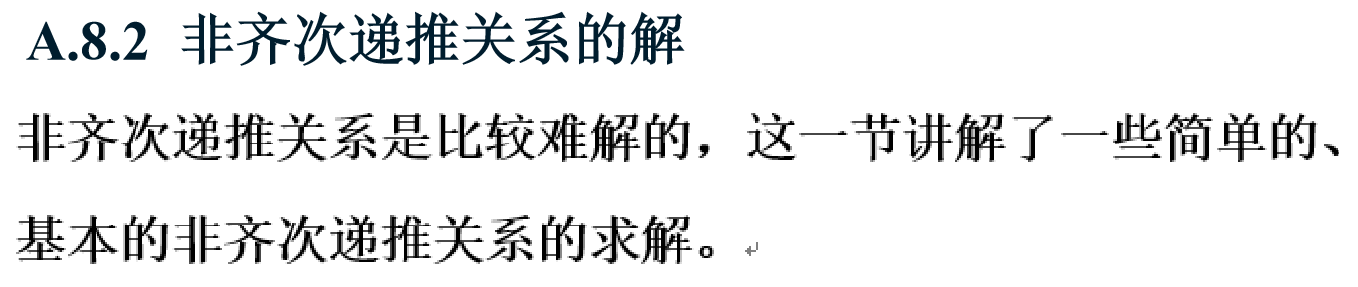 A.8.2 非齐次递推关系的解
非齐次递推关系是比较难解的，这一节讲解了一些简单的、
基本的非齐次递推关系的求解。